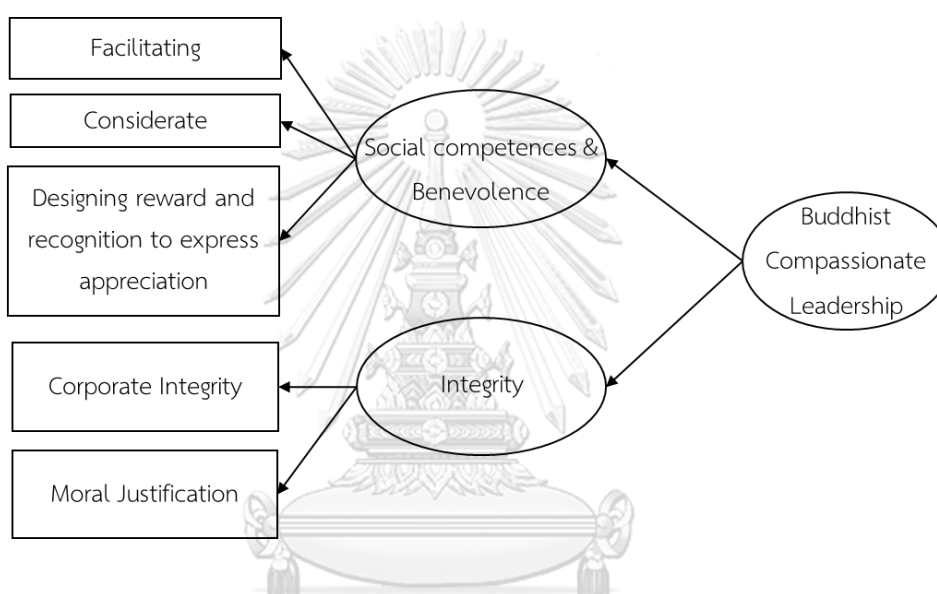 Facilitating
Considerate
Designing reward and
recognition to express
appreciation
Corporate Integrity
Moral Justification
Social competences &
Benevolence
Integrity
Buddhist
Compassionate
Leadership